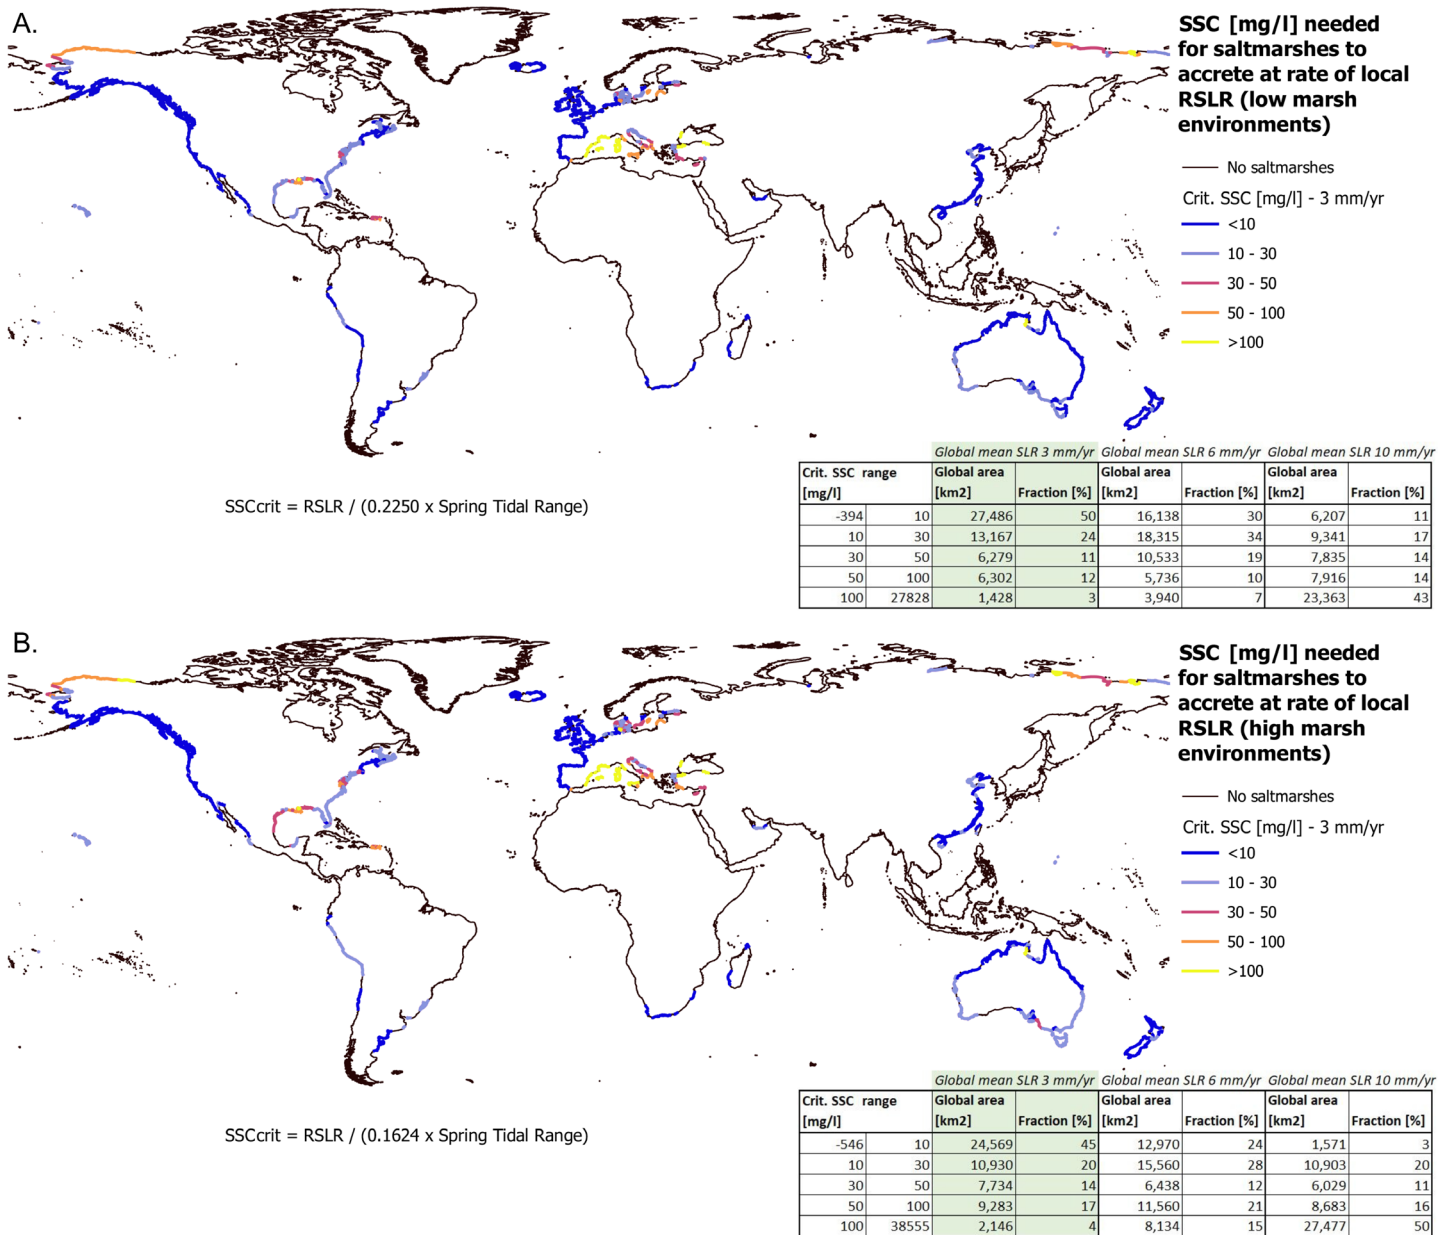 A.
SSC [mg/l] needed
for saltmarshes to
accrete at rate of local
RSLR (low marsh
environments)
No saltmarshes
Crit. SSC [mg/l] - 3 mm/yr
<10
10 - 30
30 - 50
50 - 100
>100
SSCcrit = RSLR / (0.2250 x Spring Tidal Range)
Global mean SLR 3 mm/yr Global mean SLR 6 mm/yr Global mean SLR 10 mm/yr
Crit. SSC range Global area Global area Global area
[mg/l] [km2] Fraction [%] [km2] Fraction [%] [km2] Fraction [%]
-394 10 27,486 50 16,138 30 6,207 11
10 30 13,167 24 18,315 34 9,341 17
30 50 6,279 11 10,533 19 7,835 14
50 100 6,302 12 5,736 10 7,916 14
100 27828 1,428 3 3,940 7 23,363 43
B.
SSC [mg/l] needed
for saltmarshes to
accrete at rate of local
RSLR (high marsh
environments)
No saltmarshes
Crit. SSC [mg/l] - 3 mm/yr
<10
10 - 30
30 - 50
50 - 100
>100
SSCcrit = RSLR / (0.1624 x Spring Tidal Range)
Global mean SLR 3 mm/yr Global mean SLR 6 mm/yr Global mean SLR 10 mm/yr
Crit. SSC range Global area Global area Global area
[mg/l] [km2] Fraction [%] [km2] Fraction [%] [km2] Fraction [%]
-546 10 24,569 45 12,970 24 1,571 3
10 30 10,930 20 15,560 28 10,903 20
30 50 7,734 14 6,438 12 6,029 11
50 100 9,283 17 11,560 21 8,683 16
100 38555 2,146 4 8,134 15 27,477 50